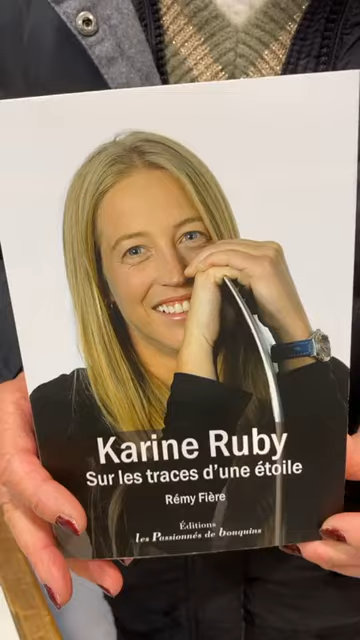 Karine Ruby
Sur les traces d'une étoile
Rémy Fière
Éditions
les Passionnés de bouquins